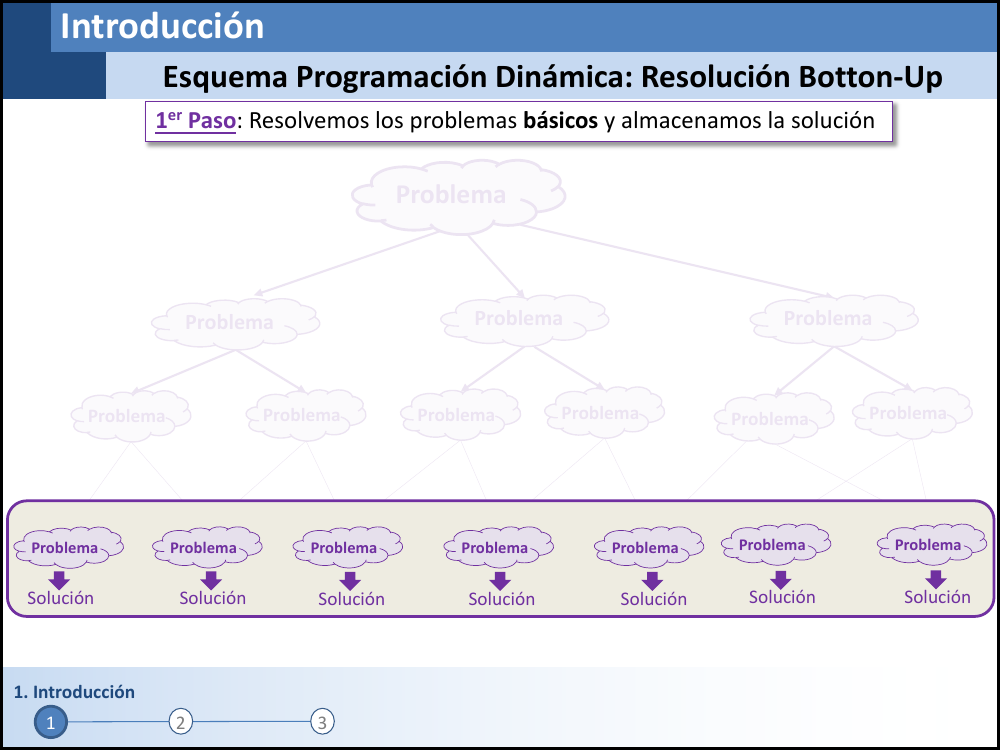 Introducción
Esquema Programación Dinámica: Resolución Botton-Up
1er Paso: Resolvemos los problemas básicos y almacenamos la solución
Problema
Problema Problema Problema
Problema Problema Problema Problema Problema Problema
Problema Problema Problema Problema Problema Problema Problema
Solución Solución Solución Solución Solución Solución Solución
1. Introducción
1 2 3